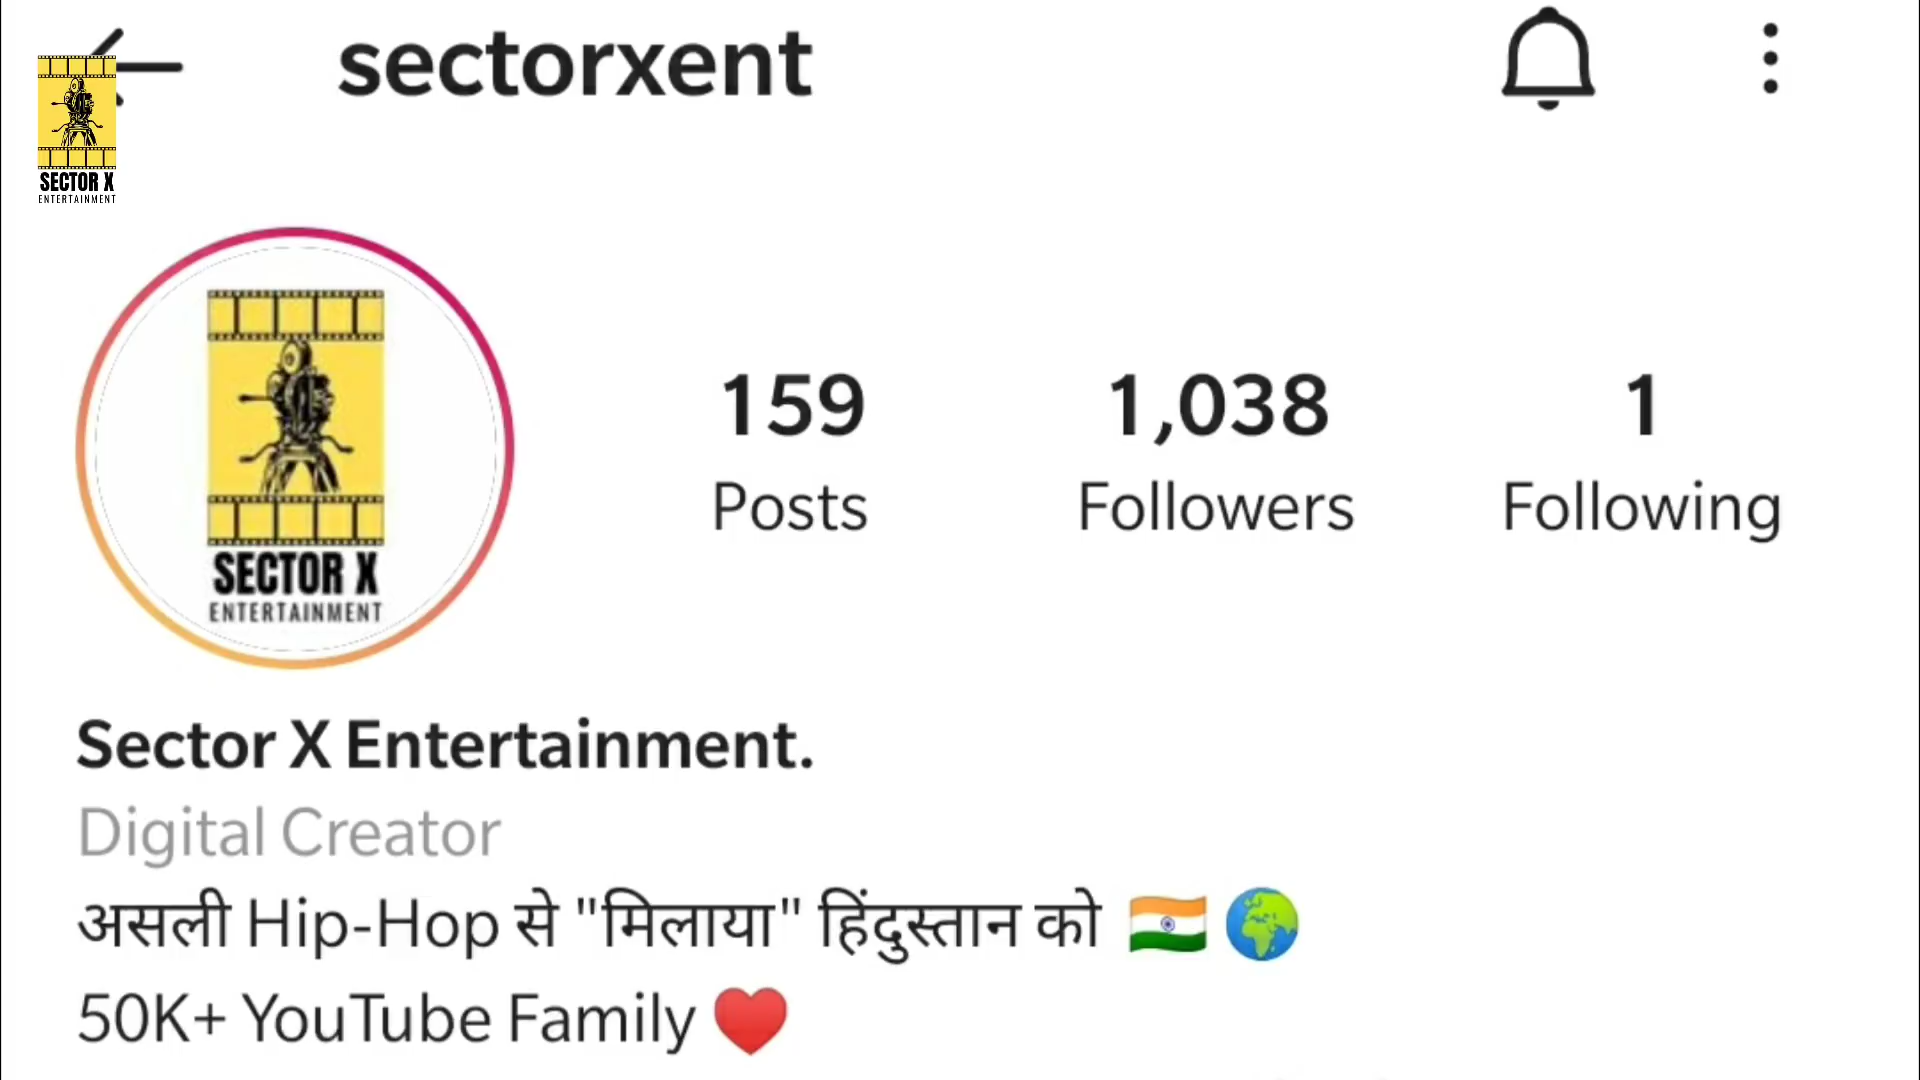 sectorxent
SECTOR X
ENTERTAINMENT
SECTOR X
ENTERTAINMENT
159 1,038 1
Posts Followers Following
Sector X Entertainment.
Digital Creator
असली Hip-Hop से "मिलाया" हिंदुस्तान को 🇮🇳 🌍
50K+ YouTube Family ♥️